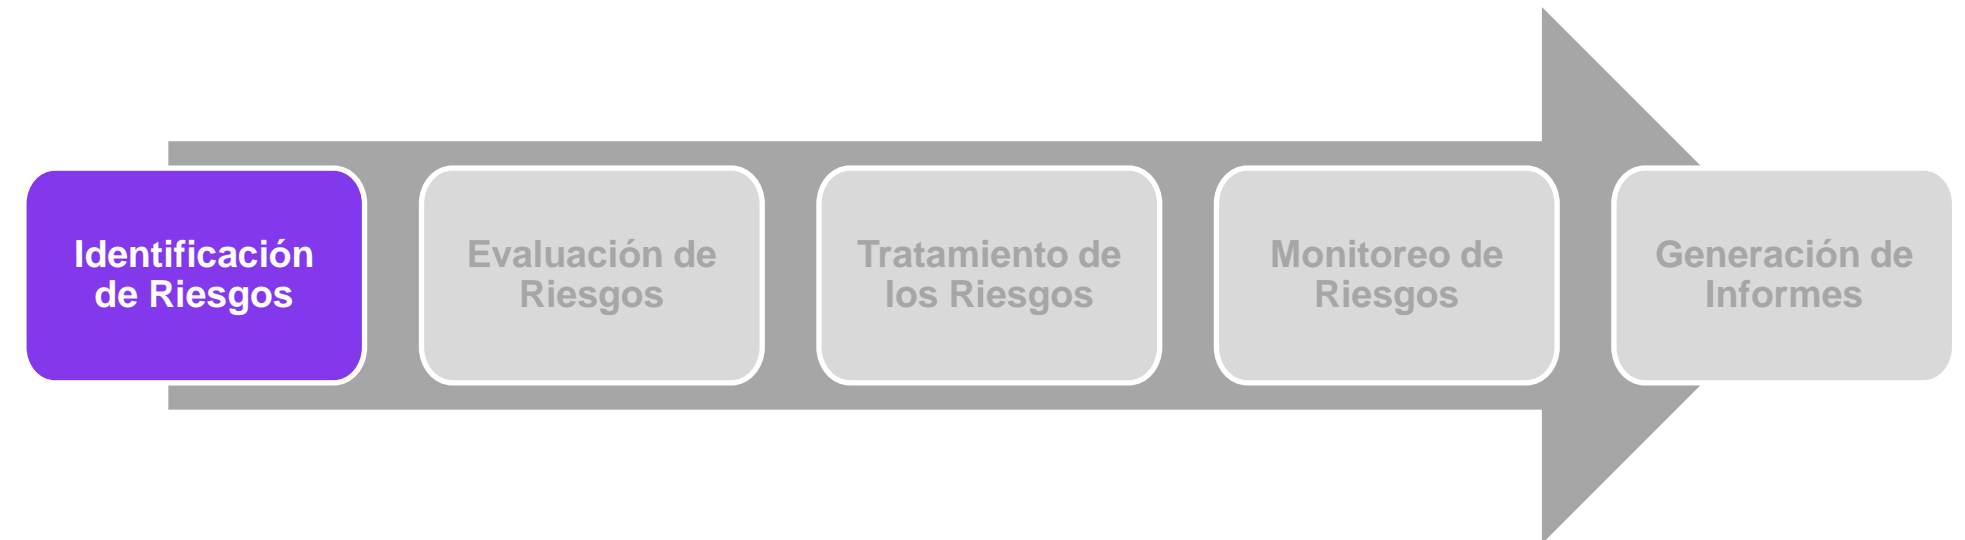 Identificación
de Riesgos
Evaluación de
Riesgos
Tratamiento de
los Riesgos
Monitoreo de
Riesgos
Generación de
Informes